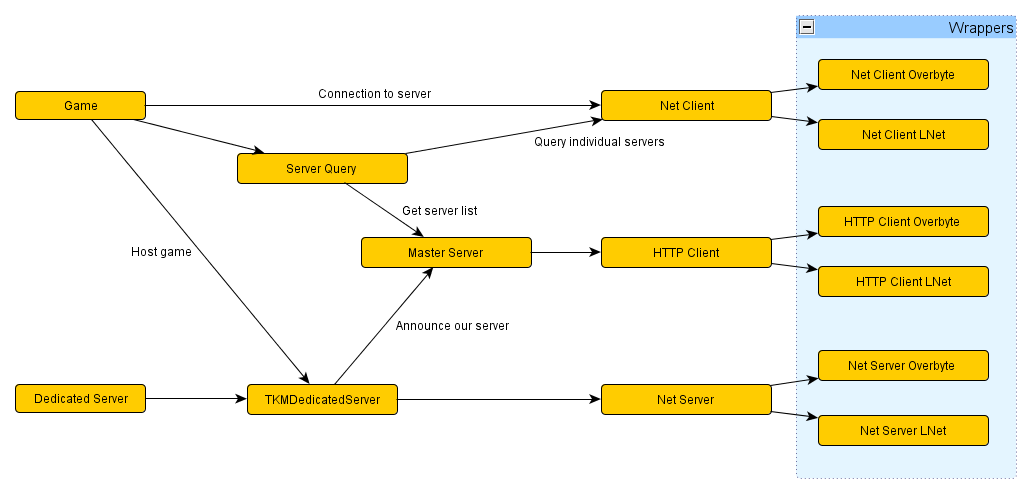 Wrappers
Net Client Overbyte
Connection to server
Game
Net Client
Net Client LNet
Query individual servers
Server Query
Get server list
HTTP Client Overbyte
Host game
Master Server
HTTP Client
HTTP Client LNet
Announce our server
Net Server Overbyte
Dedicated Server
TKMDedicatedServer
Net Server
Net Server LNet